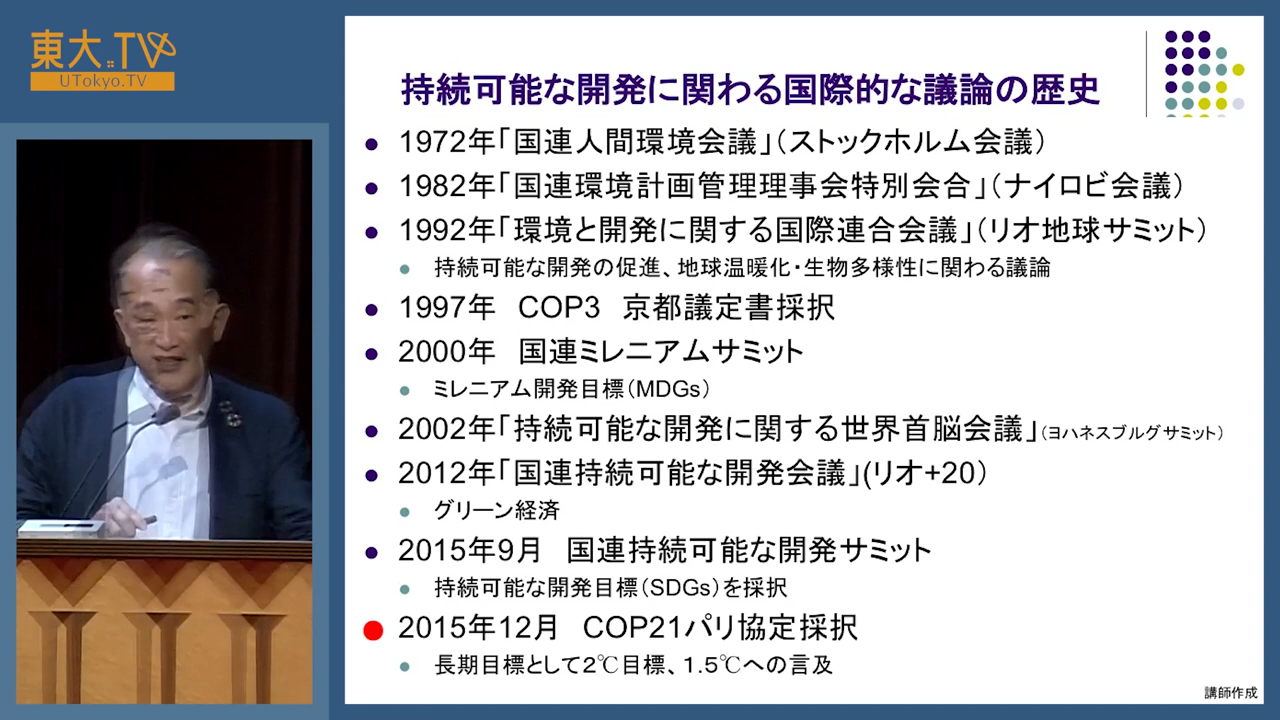 東大.TV
UTokyo.TV
持続可能な開発に関わる国際的な議論の歴史
1972年「国連人間環境会議」（ストックホルム会議）
1982年「国連環境計画管理理事会特別会合」（ナイロビ会議）
1992年「環境と開発に関する国際連合会議」（リオ地球サミット）
持続可能な開発の促進、地球温暖化・生物多様性に関わる議論
1997年　COP3　京都議定書採択
2000年　国連ミレニアムサミット
ミレニアム開発目標（MDGs）
2002年「持続可能な開発に関する世界首脳会議」（ヨハネスブルグサミット）
2012年「国連持続可能な開発会議」(リオ+20）
グリーン経済
2015年9月　国連持続可能な開発サミット
持続可能な開発目標（SDGs）を採択
2015年12月　COP21パリ協定採択
長期目標として２℃目標、１.５℃への言及
講師作成